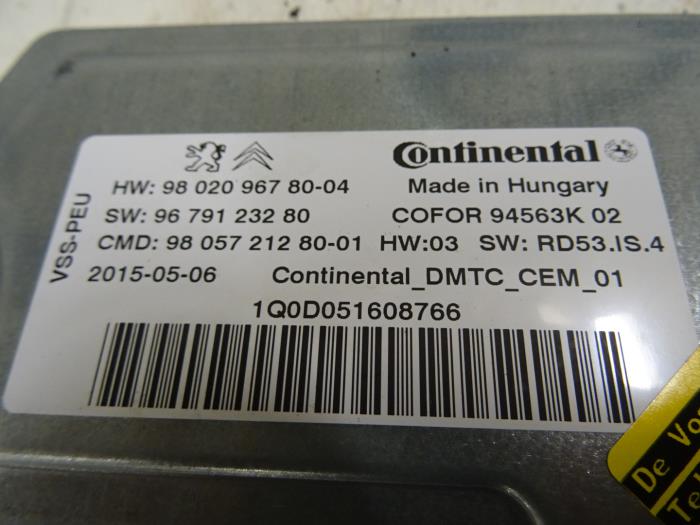 Continental
HW: 98 020 967 80-04
Made in Hungary
SW: 96 791 232 80
COFOR 94563K 02
CMD: 98 057 212 80-01 HW:03 SW: RD53.IS.4
VSS-PEU
2015-05-06
Continental_DMTC_CEM_01
1Q0D051608766
De Vo
Tel